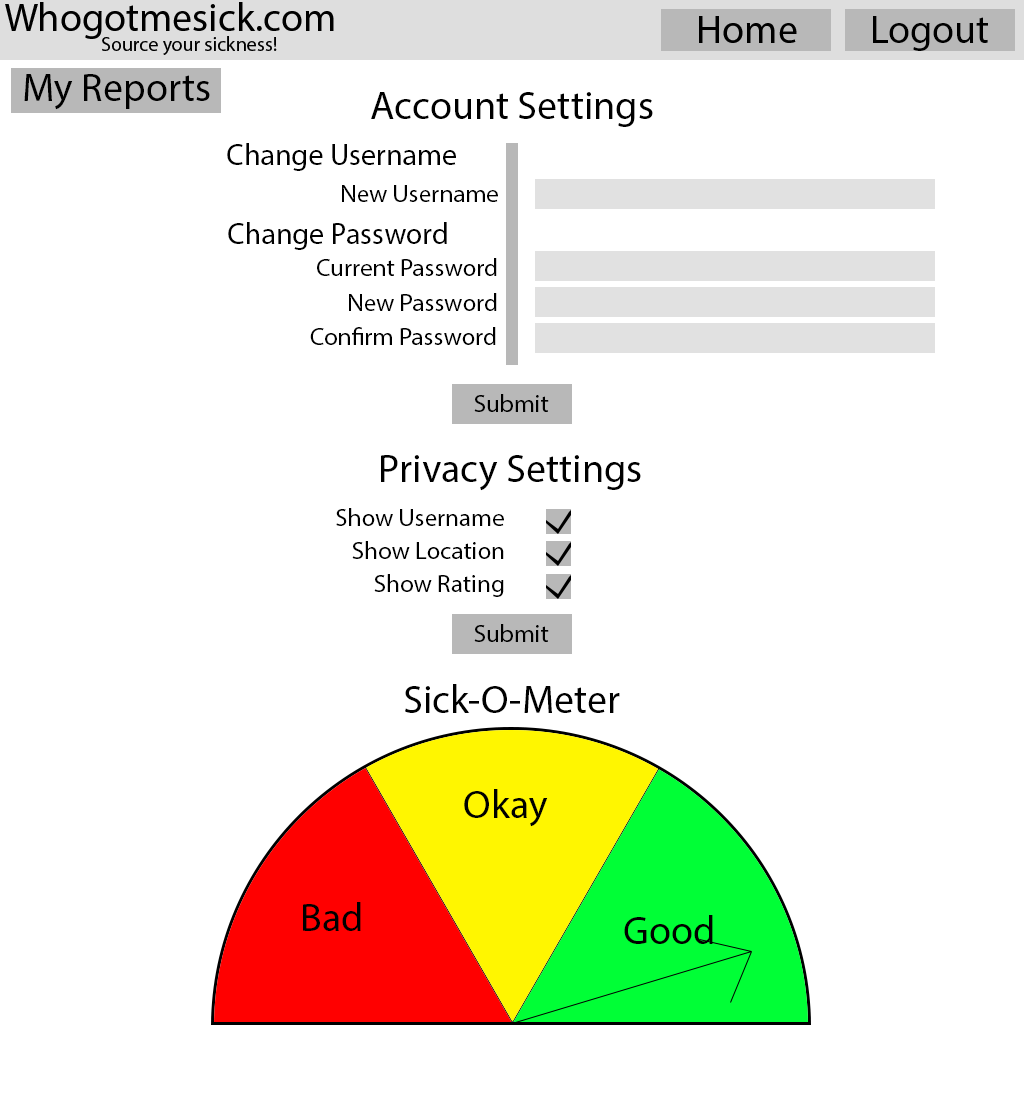 Whogotmesick.com
Source your sickness!
Home
Logout
My Reports
Account Settings
Change Username
New Username
Change Password
Current Password
New Password
Confirm Password
Submit
Privacy Settings
Show Username
Show Location
Show Rating
Submit
Sick-O-Meter
Okay
Bad
Good